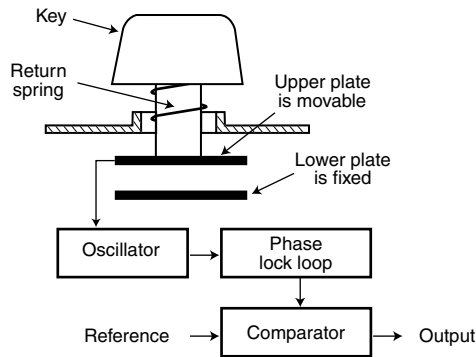 Key
Return
spring
Upper plate
is movable
Lower plate
is fixed
Oscillator
Phase
lock loop
Reference
Comparator
Output